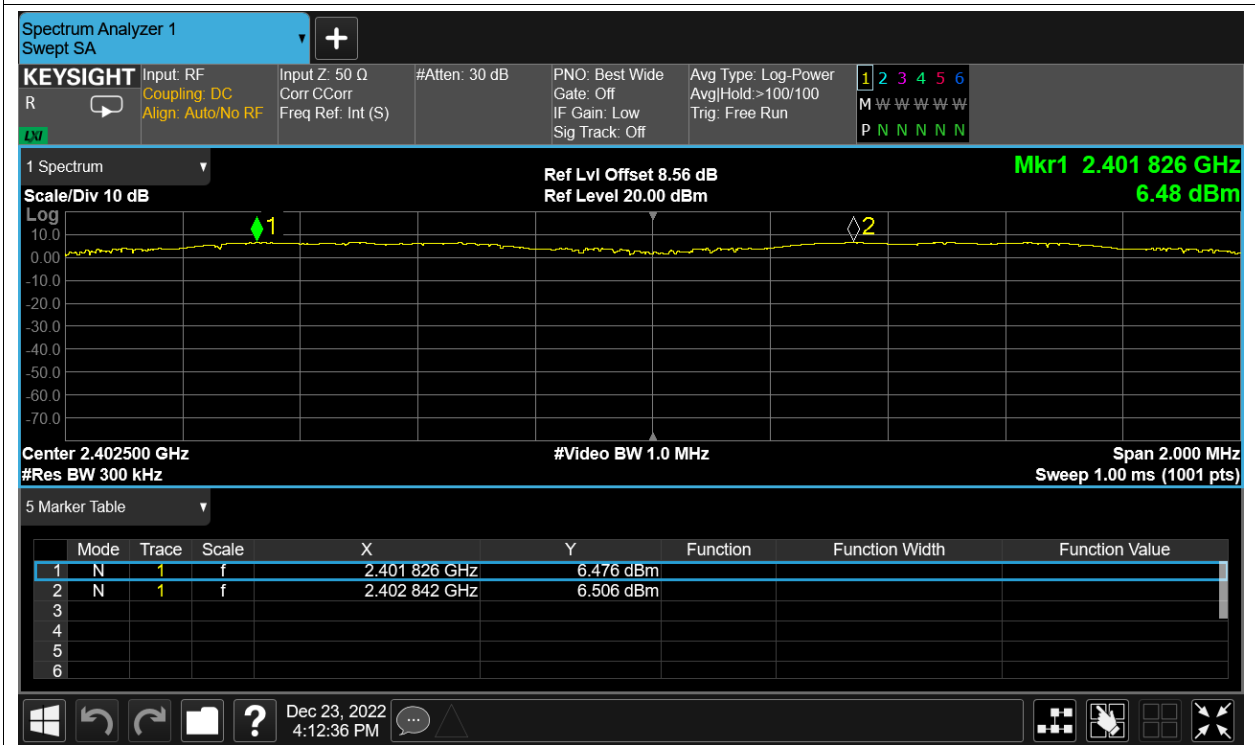 Spectrum Analyzer 1
Swept SA
KEYSIGHT Input: RF Input Z: 50 Ω #Atten: 30 dB PNO: Best Wide Avg Type: Log-Power 1 2 3 4 5 6
R Coupling: DC Corr CCorr Gate: Off Avg|Hold:>100/100 M W W W W W
Align: Auto/No RF Freq Ref: Int (S) IF Gain: Low Trig: Free Run
LXI Sig Track: Off P N N N N N
1 Spectrum Ref Lvl Offset 8.56 dB Mkr1 2.401 826 GHz
Scale/Div 10 dB Ref Level 20.00 dBm 6.48 dBm
Log
1 2
10.0
0.00
-10.0
-20.0
-30.0
-40.0
-50.0
-60.0
-70.0
Center 2.402500 GHz #Video BW 1.0 MHz Span 2.000 MHz
#Res BW 300 kHz Sweep 1.00 ms (1001 pts)
5 Marker Table
Mode Trace Scale X Y Function Function Width Function Value
1 N 1 f 2.401 826 GHz 6.476 dBm
2 N 1 f 2.402 842 GHz 6.506 dBm
3
4
5
6
? Dec 23, 2022
4:12:36 PM